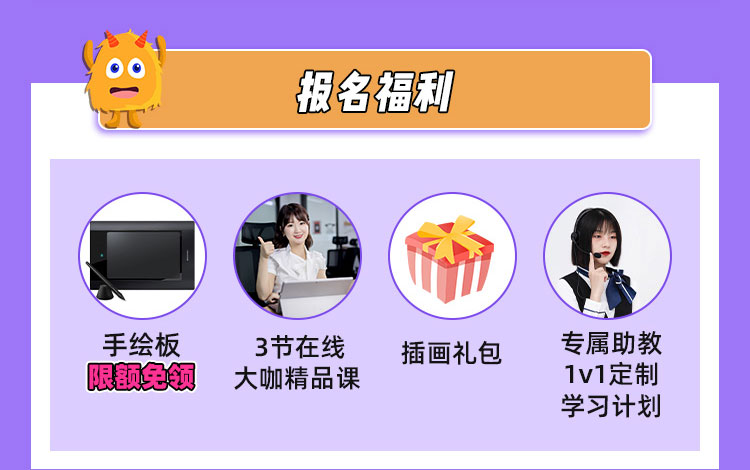 报名福利
手绘板
限额免领
3节在线
大咖精品课
插画礼包
专属助教
1v1定制
学习计划